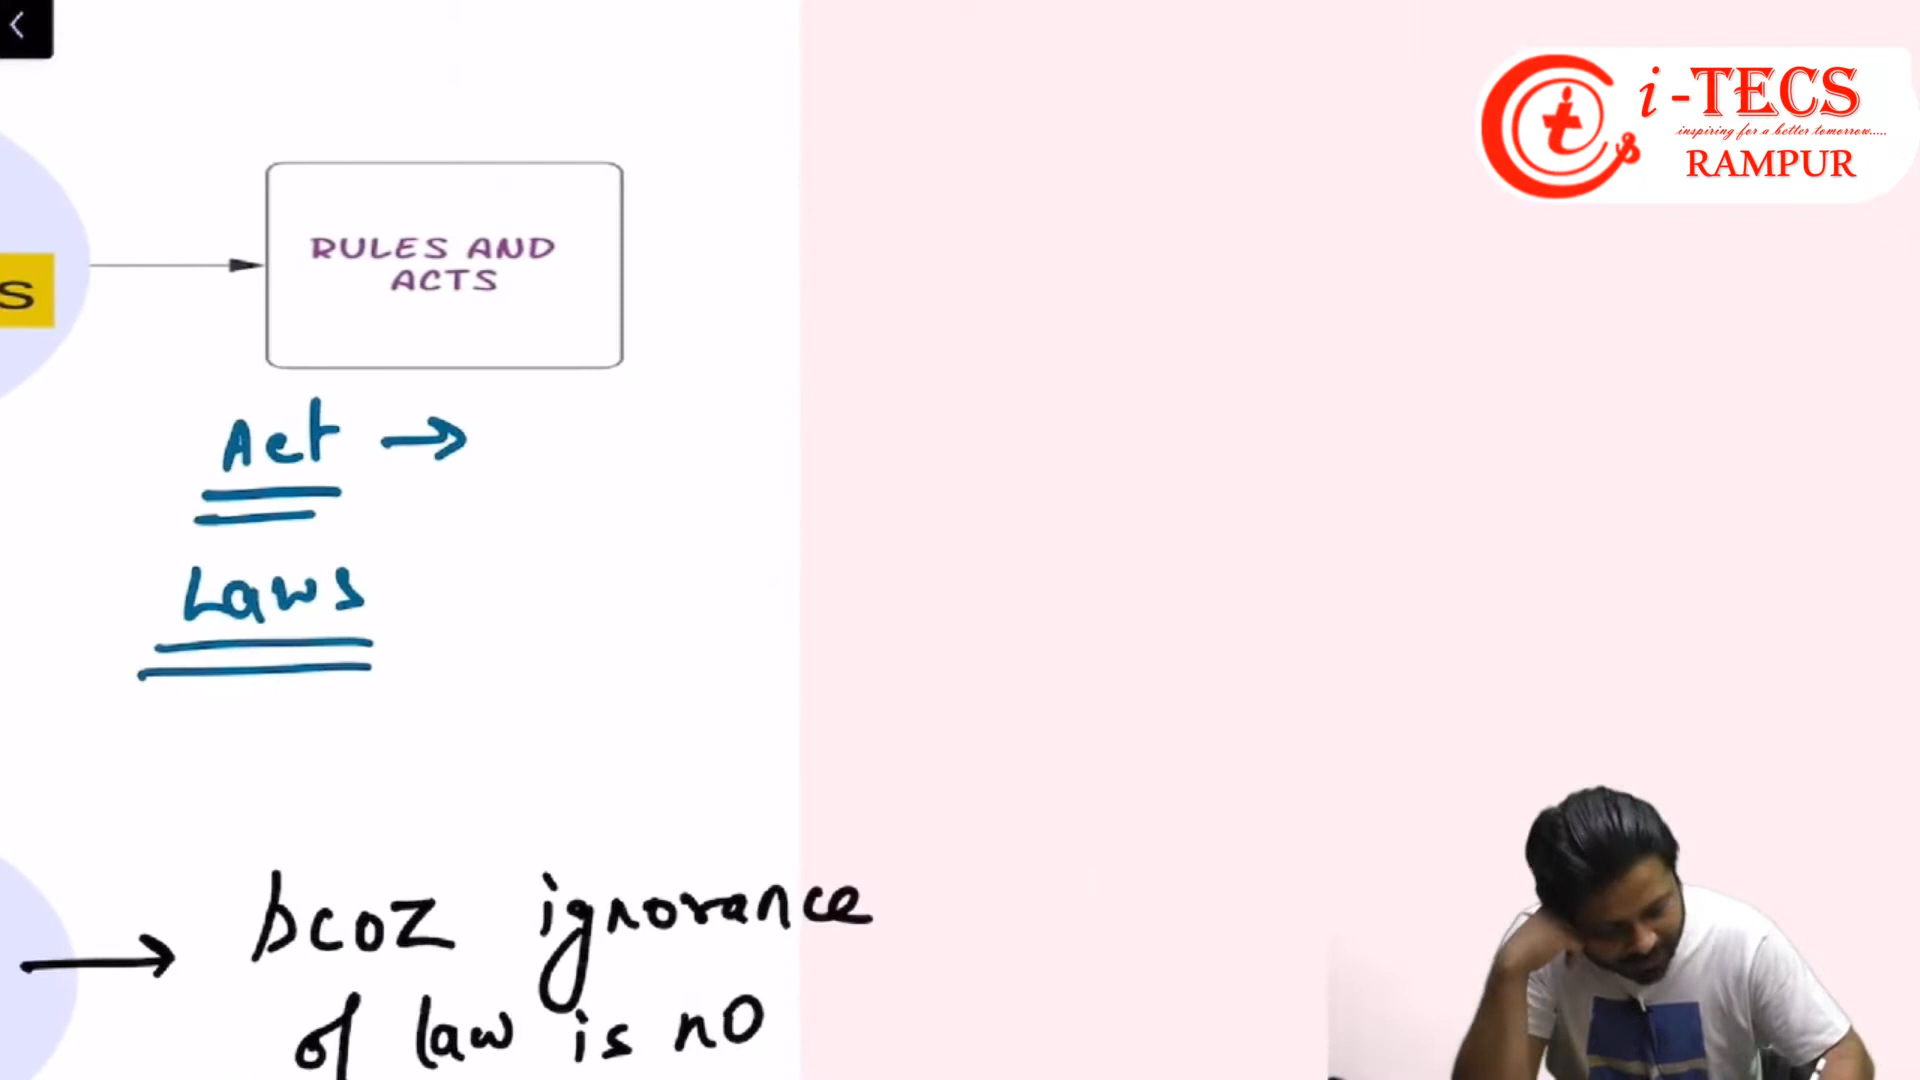 i-TECS
inspiring for a better tomorrow.....
RAMPUR
RULES AND
ACTS
S
Act →
Laws
→ bcoz ignorance
of law is no